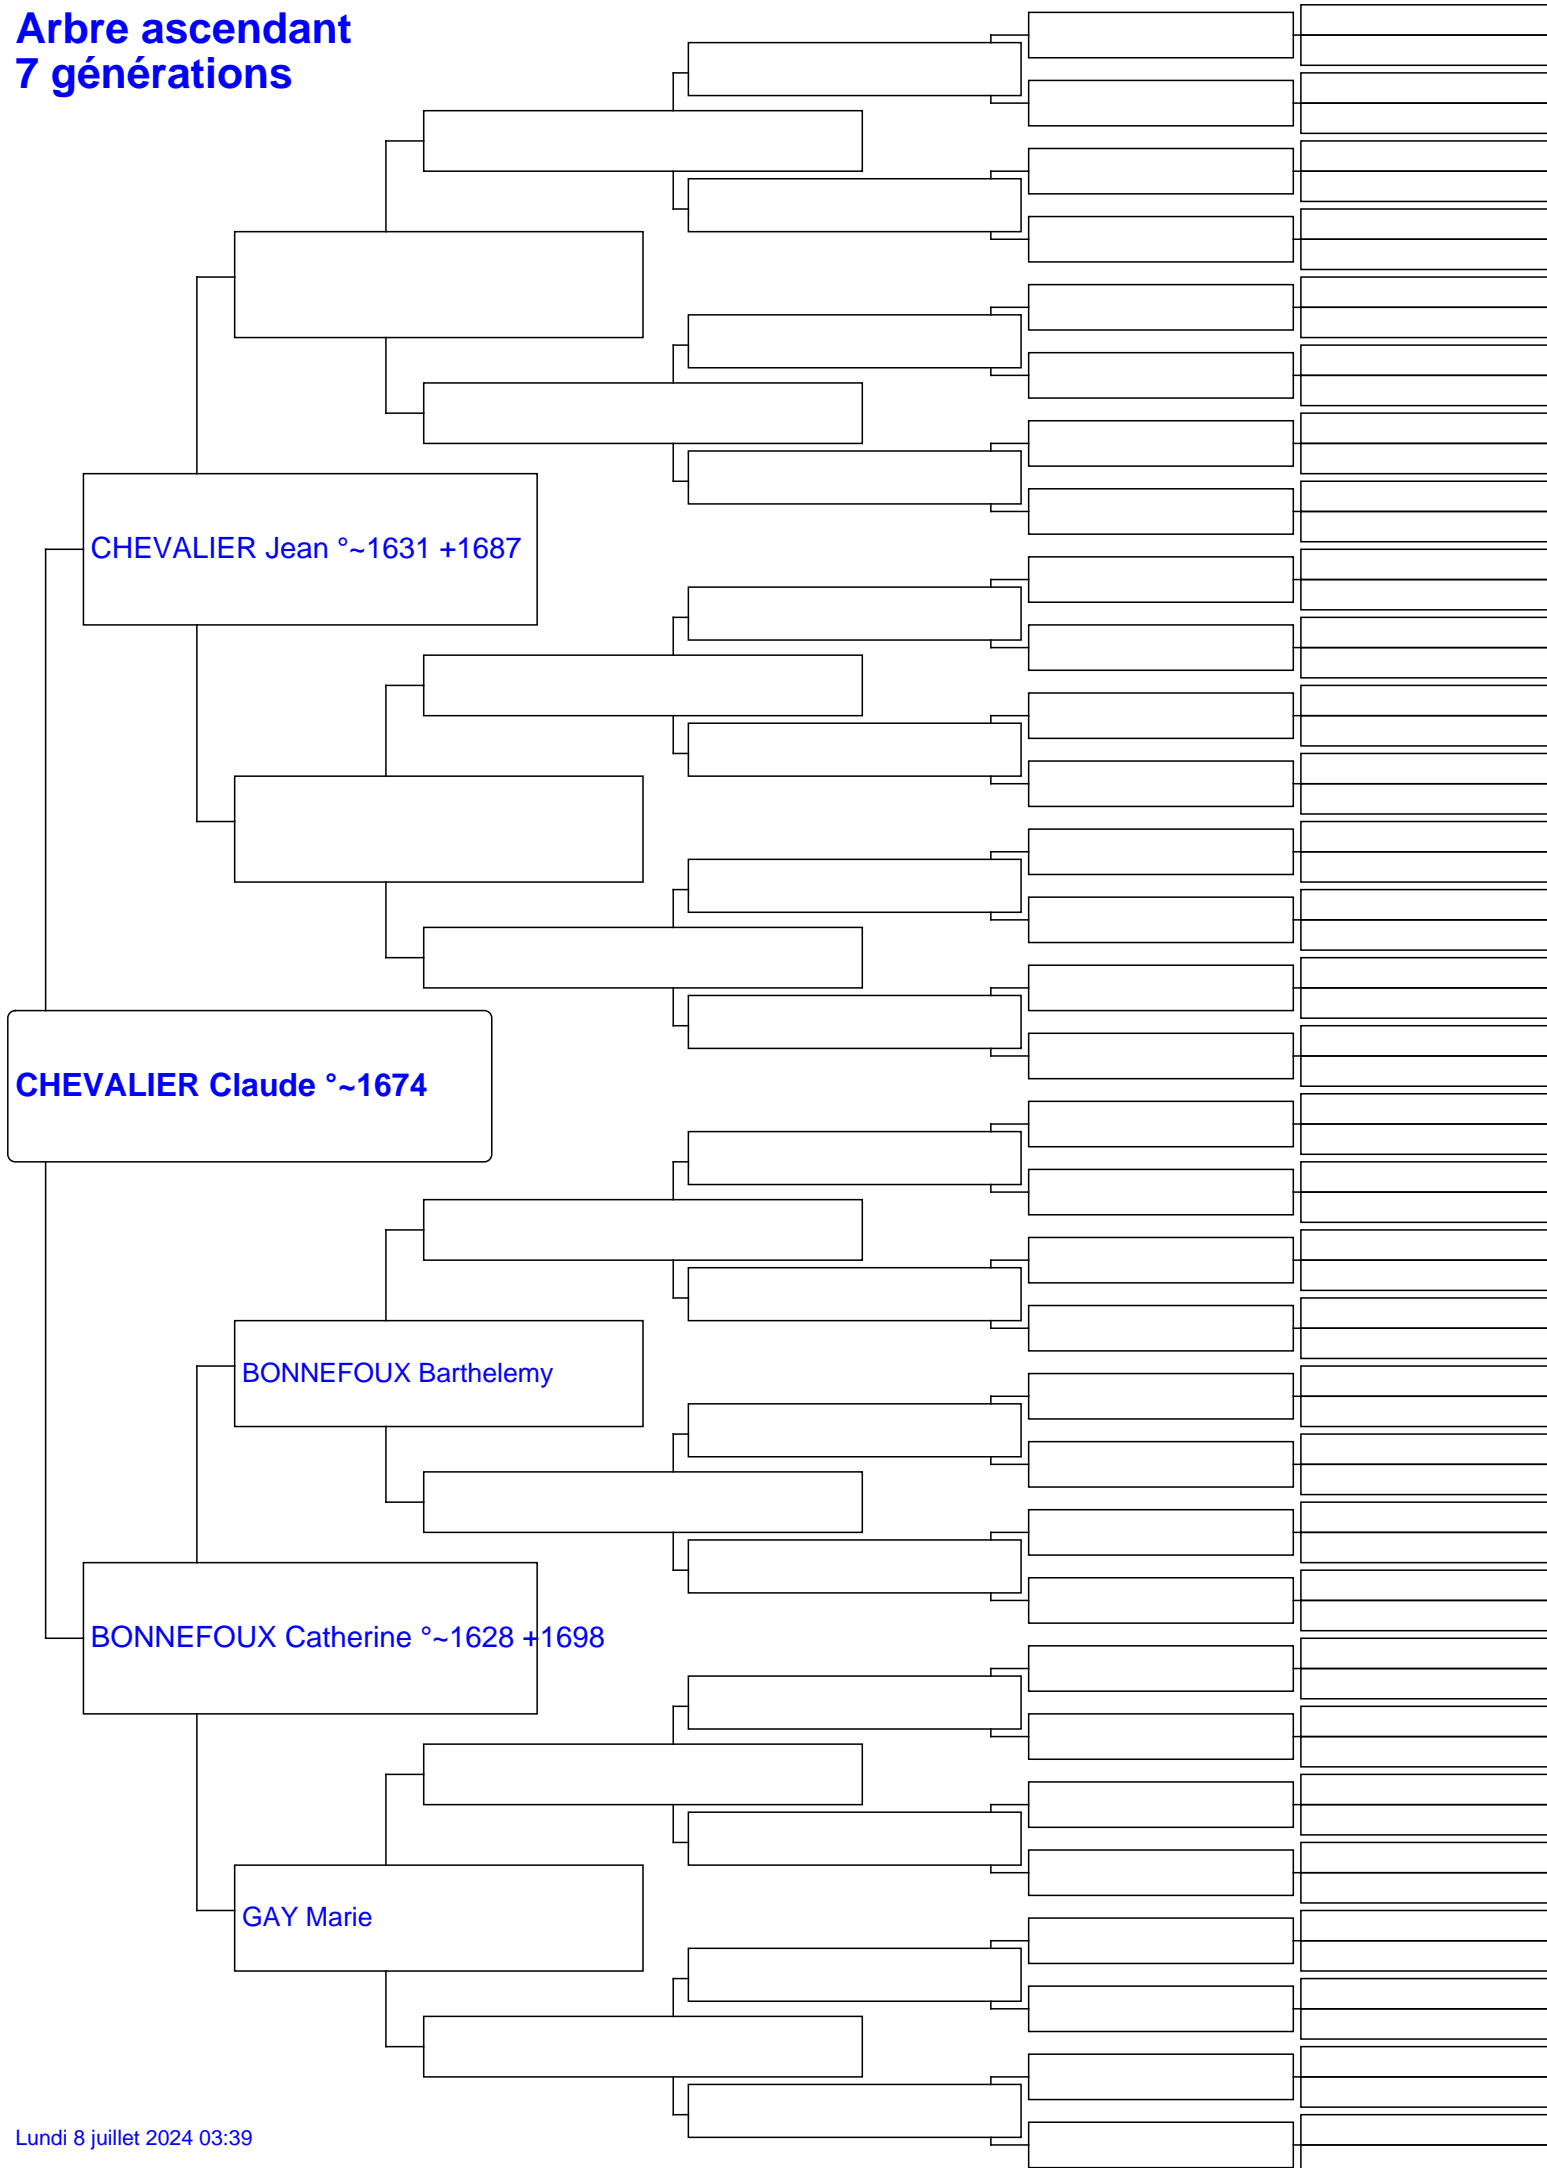 Arbre ascendant
7 générations
CHEVALIER Jean °~1631 +1687
CHEVALIER Claude °~1674
BONNEFOUX Barthelemy
BONNEFOUX Catherine °~1628 +1698
GAY Marie
Lundi 8 juillet 2024 03:39